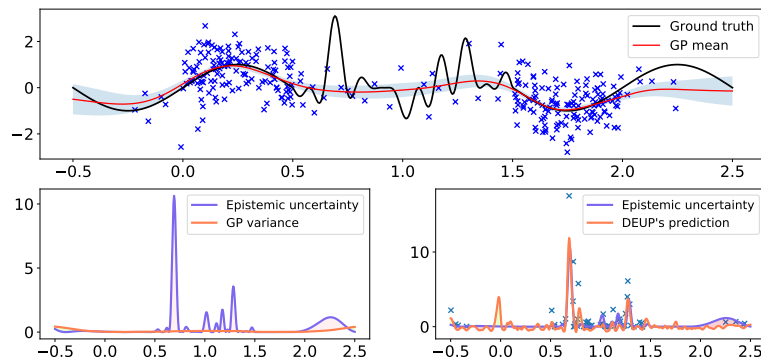 2
0
−2
Ground truth
GP mean
−0.5 0.0 0.5 1.0 1.5 2.0 2.5
10
5
0
Epistemic uncertainty
GP variance
−0.5 0.0 0.5 1.0 1.5 2.0 2.5
10
0
Epistemic uncertainty
DEUP's prediction
−0.5 0.0 0.5 1.0 1.5 2.0 2.5